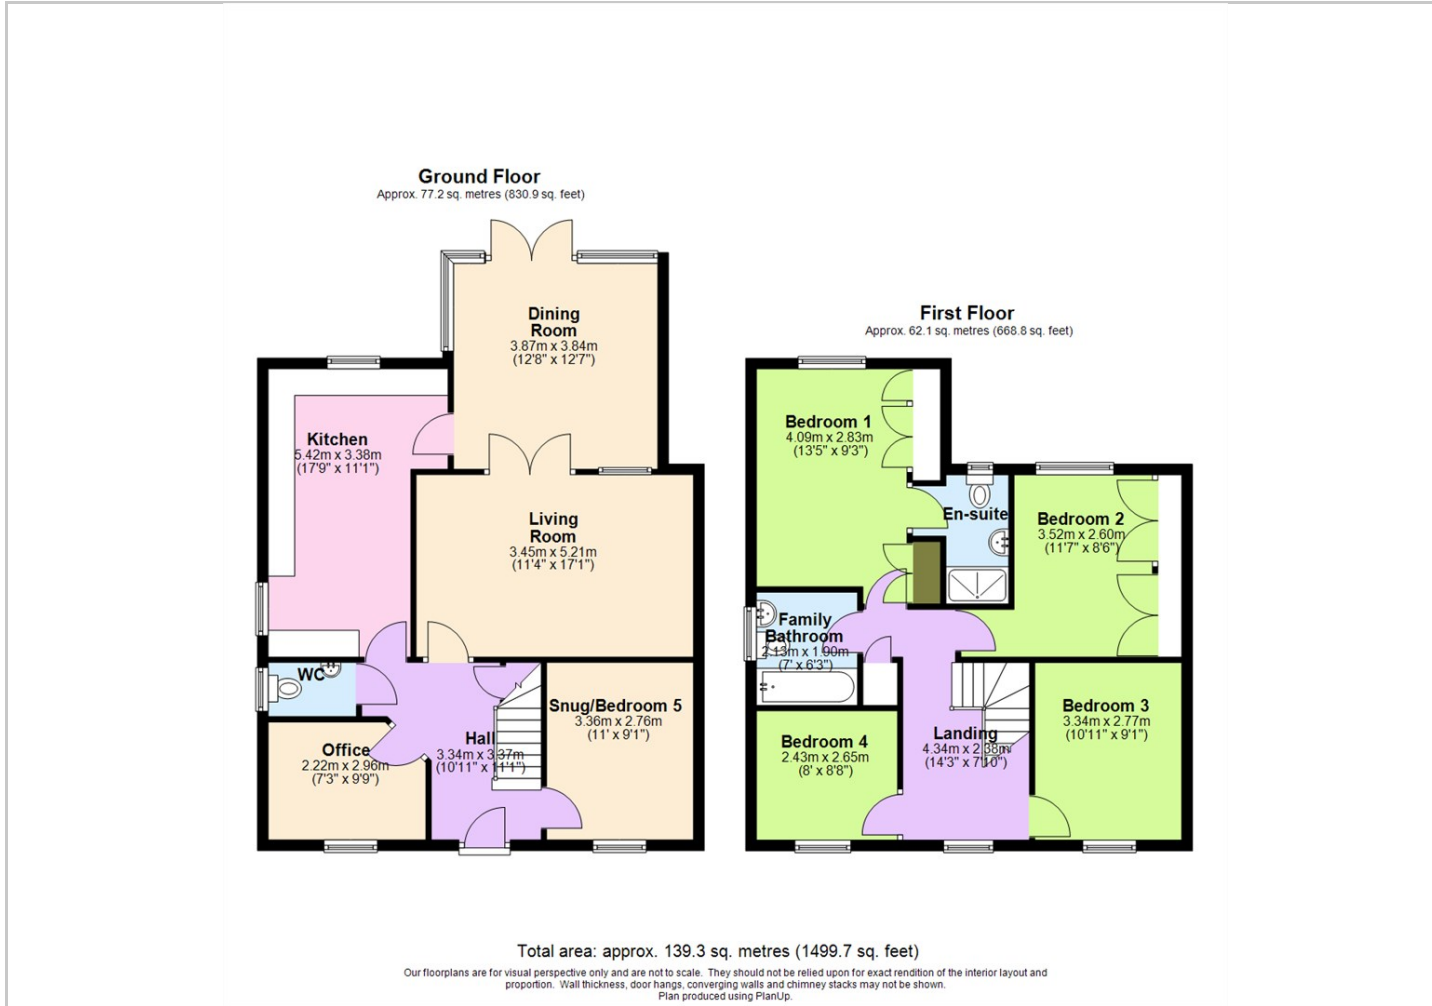 Ground Floor
Approx. 77.2 sq. metres (830.9 sq. feet)
Dining
Room
3.87m x 3.84m
(12'8" x 12'7")
Kitchen
5.42m x 3.38m
(17'9" x 11'1")
Living
Room
3.45m x 5.21m
(11'4" x 17'1")
WC
Office
2.22m x 2.96m
(7'3" x 9'9")
Hall
3.34m x 3.37m
(10'11" x 11'1")
Snug/Bedroom 5
3.36m x 2.76m
(11' x 9'1")
First Floor
Approx. 62.1 sq. metres (668.8 sq. feet)
Bedroom 1
4.09m x 2.83m
(13'5" x 9'3")
En-suite
Bedroom 2
3.52m x 2.60m
(11'7" x 8'6")
Family
Bathroom
2.13m x 1.90m
(7' x 6'3")
Bedroom 4
2.43m x 2.65m
(8' x 8'8")
Landing
4.34m x 2.38m
(14'3" x 7'10")
Bedroom 3
3.34m x 2.77m
(10'11" x 9'1")
Total area: approx. 139.3 sq. metres (1499.7 sq. feet)
Our floorplans are for visual perspective only and are not to scale. They should not be relied upon for exact rendition of the interior layout and
proportion. Wall thickness, door hangs, converging walls and chimney stacks may not be shown.
Plan produced using PlanUp.